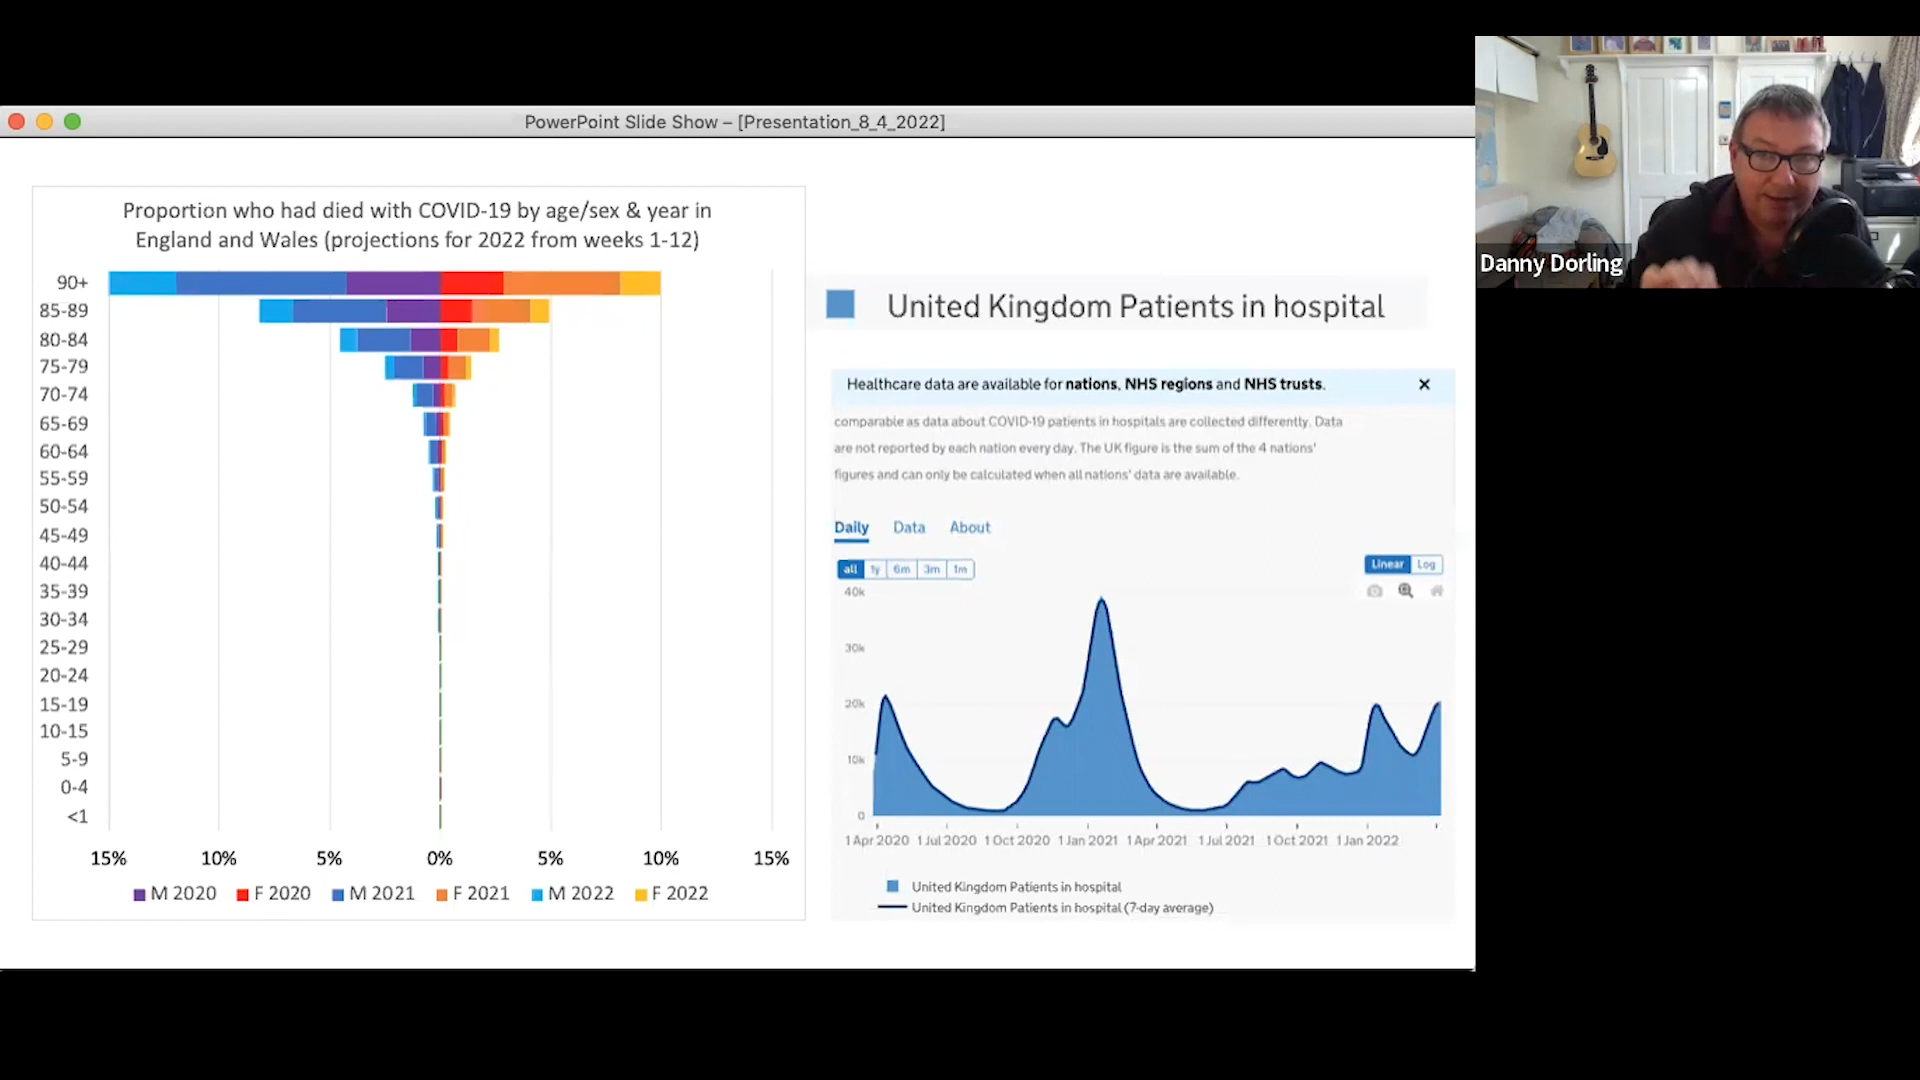 PowerPoint Slide Show – [Presentation_8_4_2022]
Danny Dorling
Proportion who had died with COVID-19 by age/sex & year in
England and Wales (projections for 2022 from weeks 1-12)
90+
85-89
80-84
75-79
70-74
65-69
60-64
55-59
50-54
45-49
40-44
35-39
30-34
25-29
20-24
15-19
10-15
5-9
0-4
<1
15% 10% 5% 0% 5% 10% 15%
M 2020 F 2020 M 2021 F 2021 M 2022 F 2022
United Kingdom Patients in hospital
Healthcare data are available for nations, NHS regions and NHS trusts. ×
comparable as data about COVID-19 patients in hospitals are collected differently. Data
are not reported by each nation every day. The UK figure is the sum of the 4 nations'
figures and can only be calculated when all nations' data are available.
Daily Data About
all 1y 6m 3m 1m Linear Log
40k
30k
20k
10k
0
1 Apr 2020 1 Jul 2020 1 Oct 2020 1 Jan 2021 1 Apr 2021 1 Jul 2021 1 Oct 2021 1 Jan 2022
United Kingdom Patients in hospital
United Kingdom Patients in hospital (7-day average)